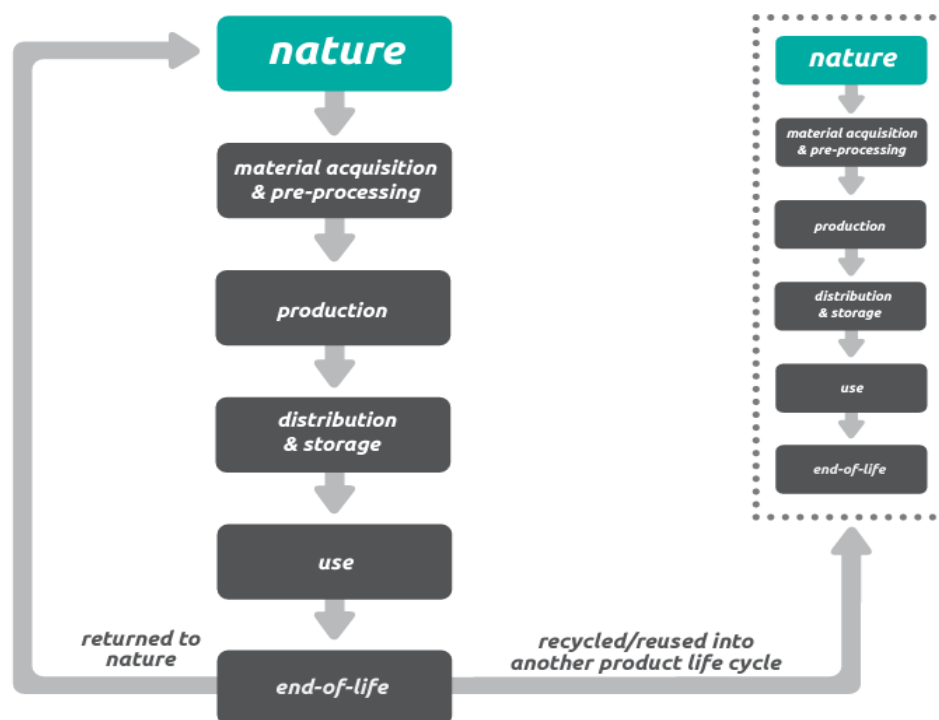 nature
material acquisition
& pre-processing
production
distribution
& storage
use
end-of-life
returned to
nature
recycled/reused into
another product life cycle
nature
material acquisition
& pre-processing
production
distribution
& storage
use
end-of-life